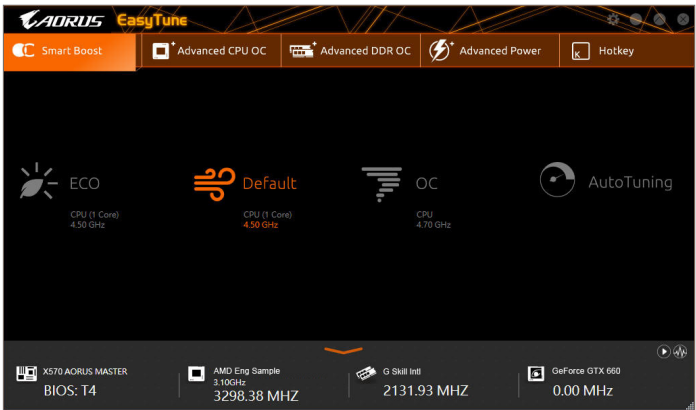 AORUS EasyTune
Smart Boost
Advanced CPU OC
Advanced DDR OC
Advanced Power
K
Hotkey
ECO
CPU (1 Core)
4.50 GHz
Default
CPU (1 Core)
4.50 GHz
OC
CPU
4.70 GHz
AutoTuning
X570 AORUS MASTER
BIOS: T4
AMD Eng Sample
3.10GHz
3298.38 MHZ
G Skill Intl
2131.93 MHZ
GeForce GTX 660
0.00 MHz